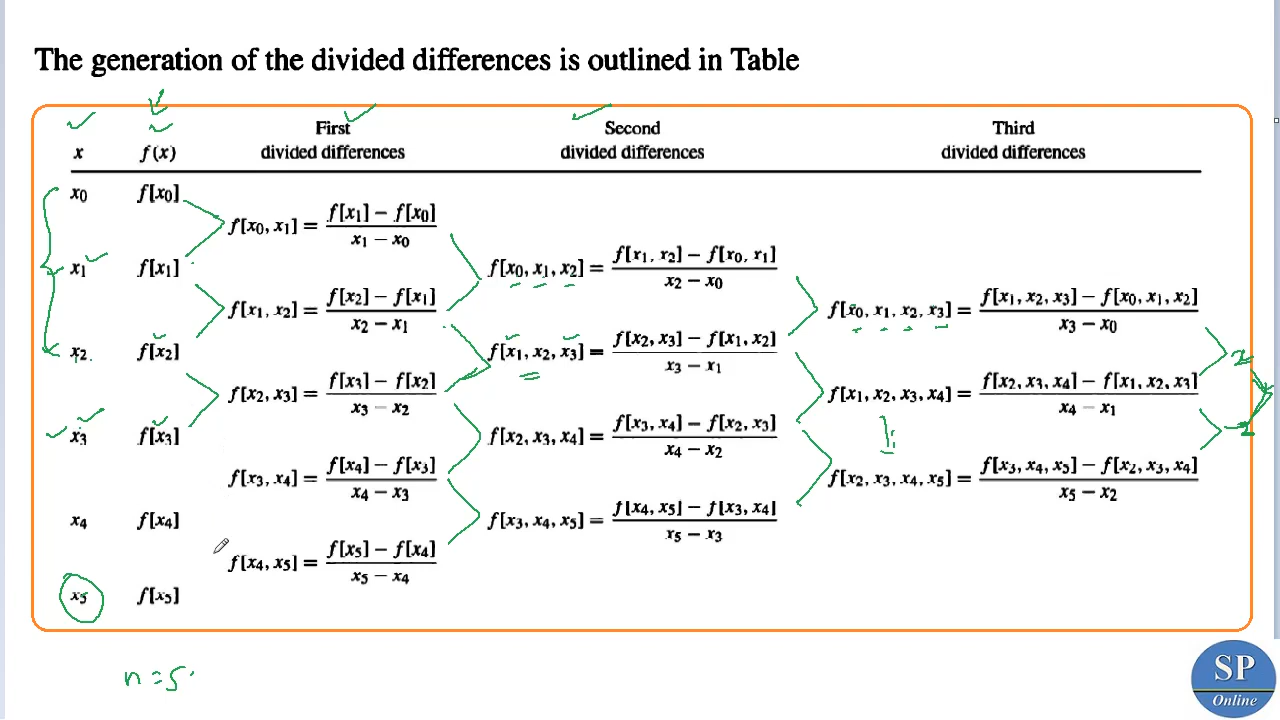 The generation of the divided differences is outlined in Table
First Second Third
x f(x) divided differences divided differences divided differences
x0 f[x0]
f[x0, x1] = (f[x1] − f[x0]) / (x1 − x0)
x1 f[x1] f[x0, x1, x2] = (f[x1, x2] − f[x0, x1]) / (x2 − x0)
f[x1, x2] = (f[x2] − f[x1]) / (x2 − x1) f[x0, x1, x2, x3] = (f[x1, x2, x3] − f[x0, x1, x2]) / (x3 − x0)
x2 f[x2] f[x1, x2, x3] = (f[x2, x3] − f[x1, x2]) / (x3 − x1)
f[x2, x3] = (f[x3] − f[x2]) / (x3 − x2) f[x1, x2, x3, x4] = (f[x2, x3, x4] − f[x1, x2, x3]) / (x4 − x1)
x3 f[x3] f[x2, x3, x4] = (f[x3, x4] − f[x2, x3]) / (x4 − x2)
f[x3, x4] = (f[x4] − f[x3]) / (x4 − x3) f[x2, x3, x4, x5] = (f[x3, x4, x5] − f[x2, x3, x4]) / (x5 − x2)
x4 f[x4] f[x3, x4, x5] = (f[x4, x5] − f[x3, x4]) / (x5 − x3)
f[x4, x5] = (f[x5] − f[x4]) / (x5 − x4)
x5 f[x5]
n=5
SP
Online